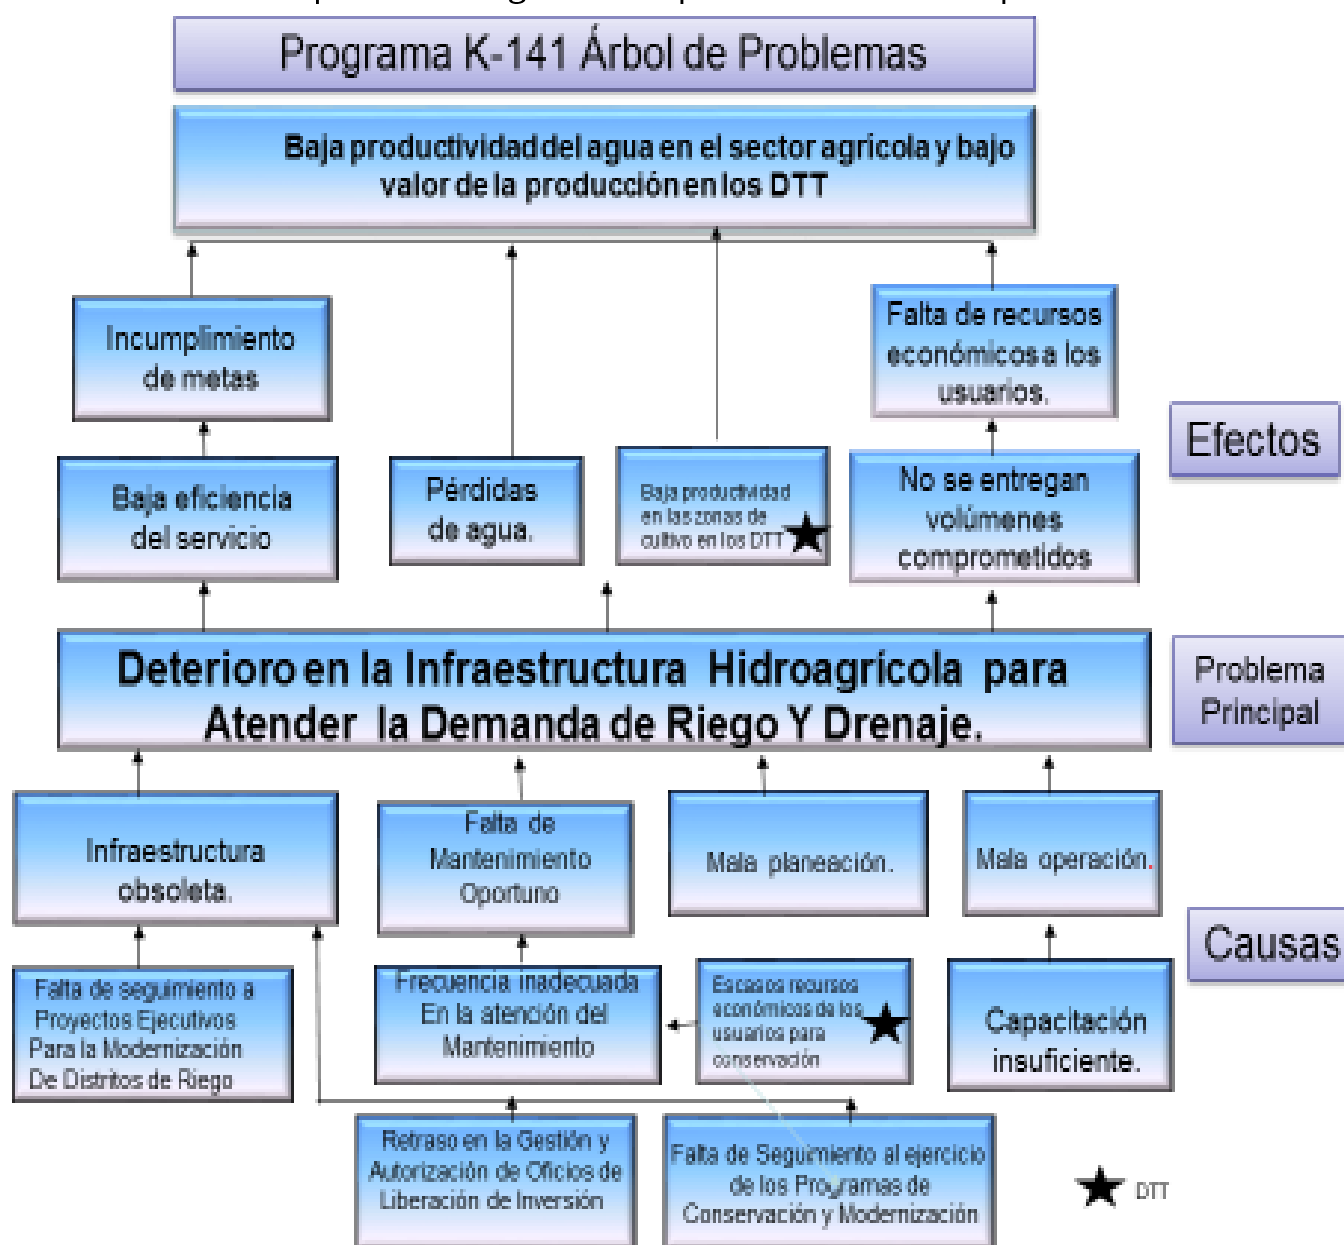 Programa K-141 Árbol de Problemas
Baja productividad del agua en el sector agrícola y bajo
valor de la producción en los DTT
Incumplimiento
de metas
Falta de recursos
económicos a los
usuarios.
Efectos
Baja eficiencia
del servicio
Pérdidas
de agua.
Baja productividad
en las zonas de
cultivo en los DTT
No se entregan
volúmenes
comprometidos
Deterioro en la Infraestructura Hidroagrícola para
Atender la Demanda de Riego Y Drenaje.
Problema
Principal
Infraestructura
obsoleta.
Falta de
Mantenimiento
Oportuno
Mala planeación.
Mala operación.
Causas
Falta de seguimiento a
Proyectos Ejecutivos
Para la Modernización
De Distritos de Riego
Frecuencia inadecuada
En la atención del
Mantenimiento
Escasos recursos
económicos de los
usuarios para
conservación
Capacitación
insuficiente.
Retraso en la Gestión y
Autorización de Oficios de
Liberación de Inversión
Falta de Seguimiento al ejercicio
de los Programas de
Conservación y Modernización
DTT